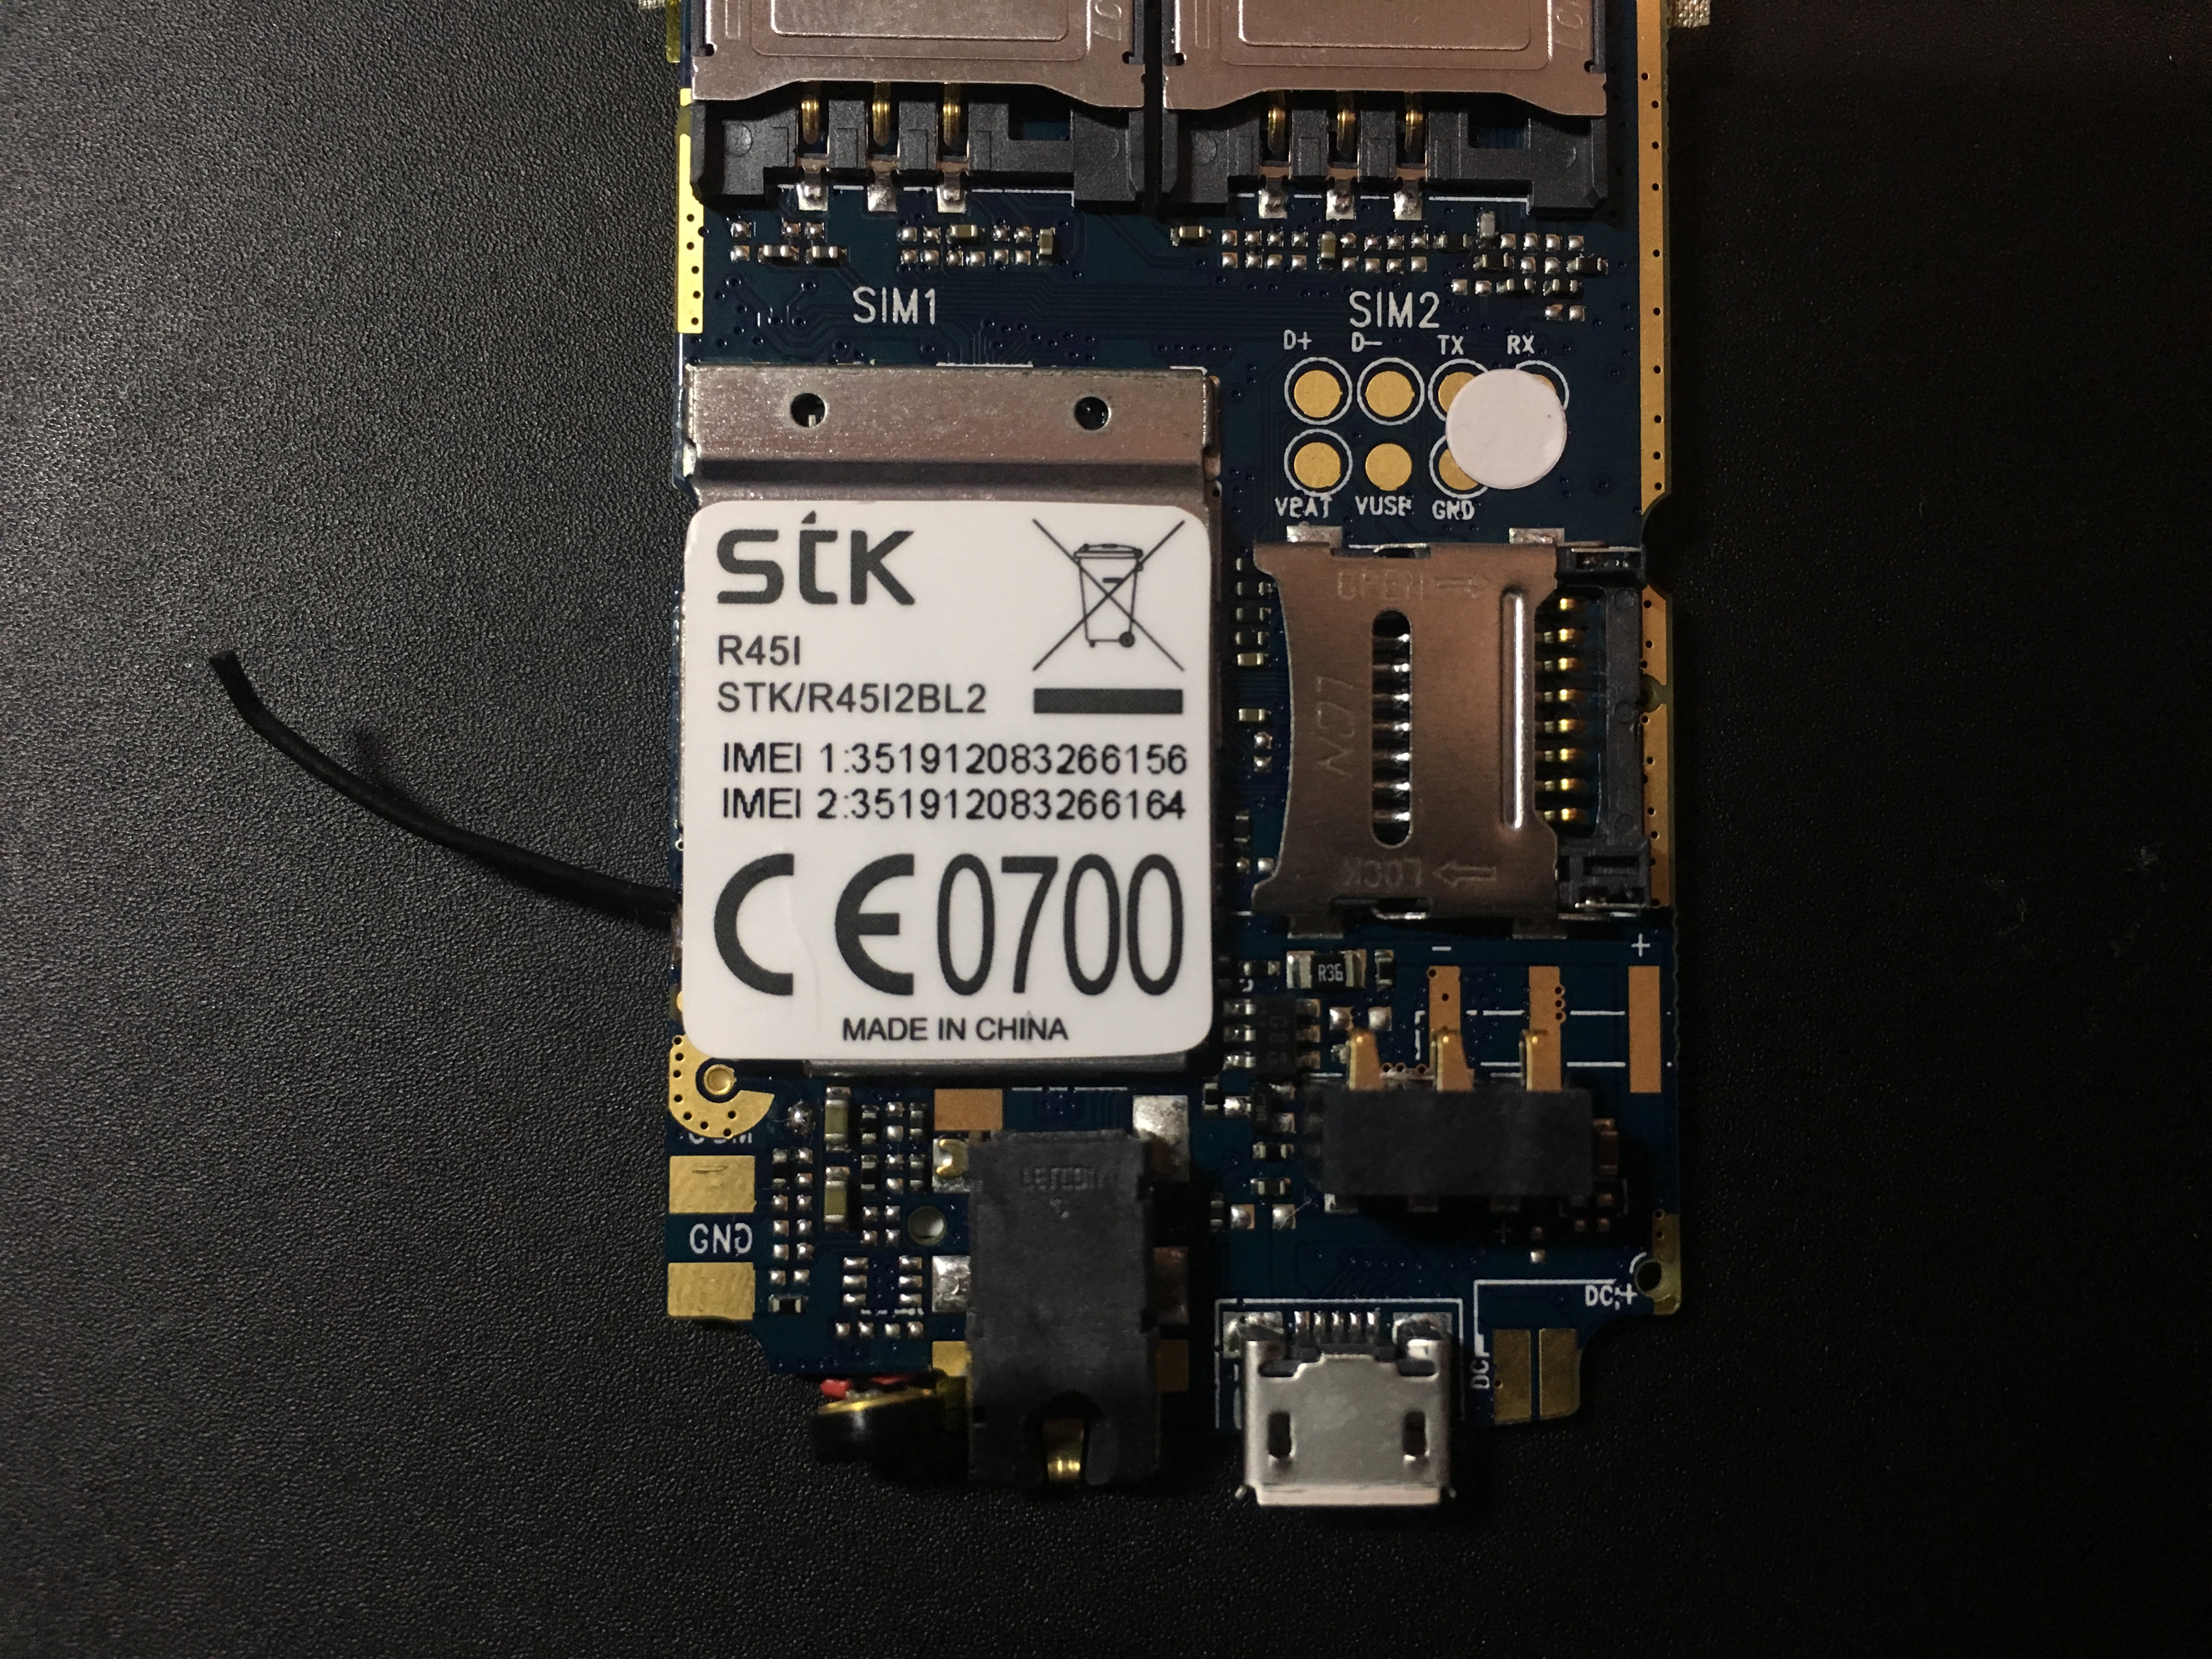 SIM1
SIM2
D+ D- TX RX
VBAT VUSB GND
OPEN
STK
R45I
STK/R45I2BL2
IMEI 1:351912083266156
IMEI 2:351912083266164
CE0700
MADE IN CHINA
LOCK
- +
R36
GND
DC+